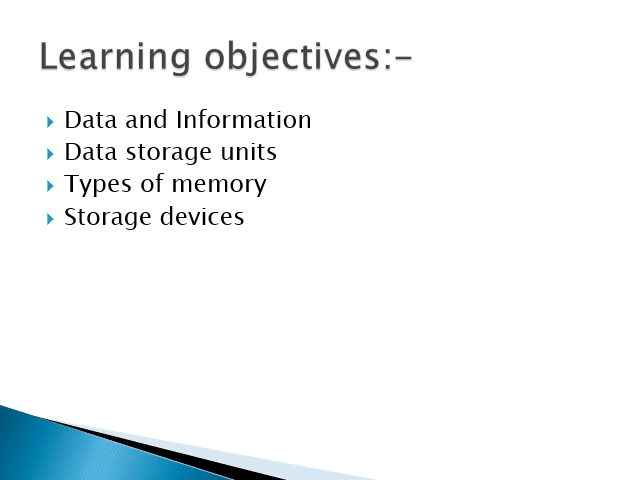 Learning objectives:-
Data and Information
Data storage units
Types of memory
Storage devices